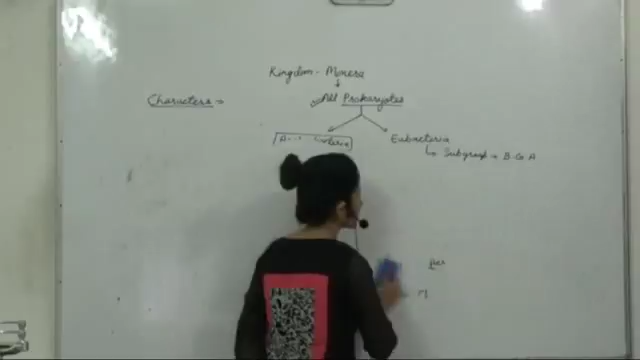 Kingdom - Monera
Characters →
All Prokaryotes
Eubacteria
↳ Subgroup → B.G.A